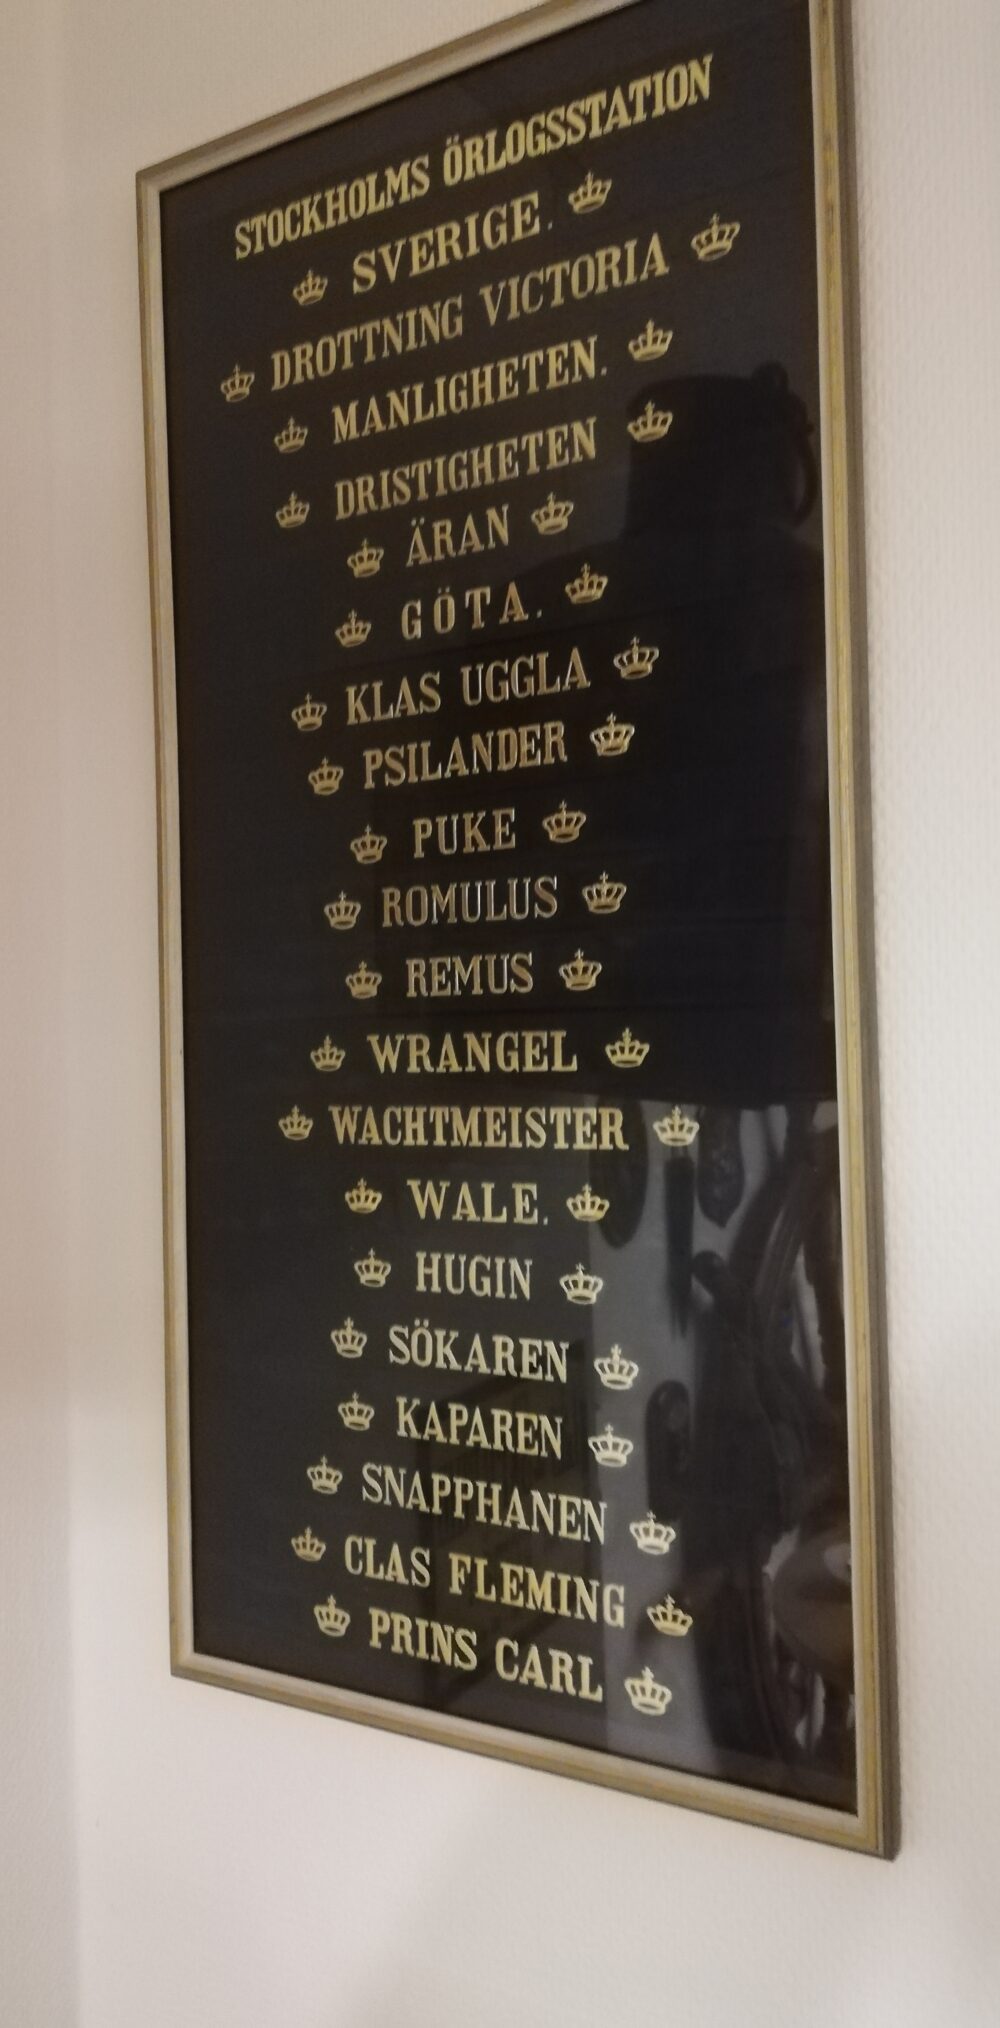 STOCKHOLMS ÖRLOGSSTATION
SVERIGE.
DROTTNING VICTORIA
MANLIGHETEN.
DRISTIGHETEN
ÄRAN
GÖTA.
KLAS UGGLA
PSILANDER
PUKE
ROMULUS
REMUS
WRANGEL
WACHTMEISTER
WALE.
HUGIN
SÖKAREN
KAPAREN
SNAPPHANEN
CLAS FLEMING
PRINS CARL